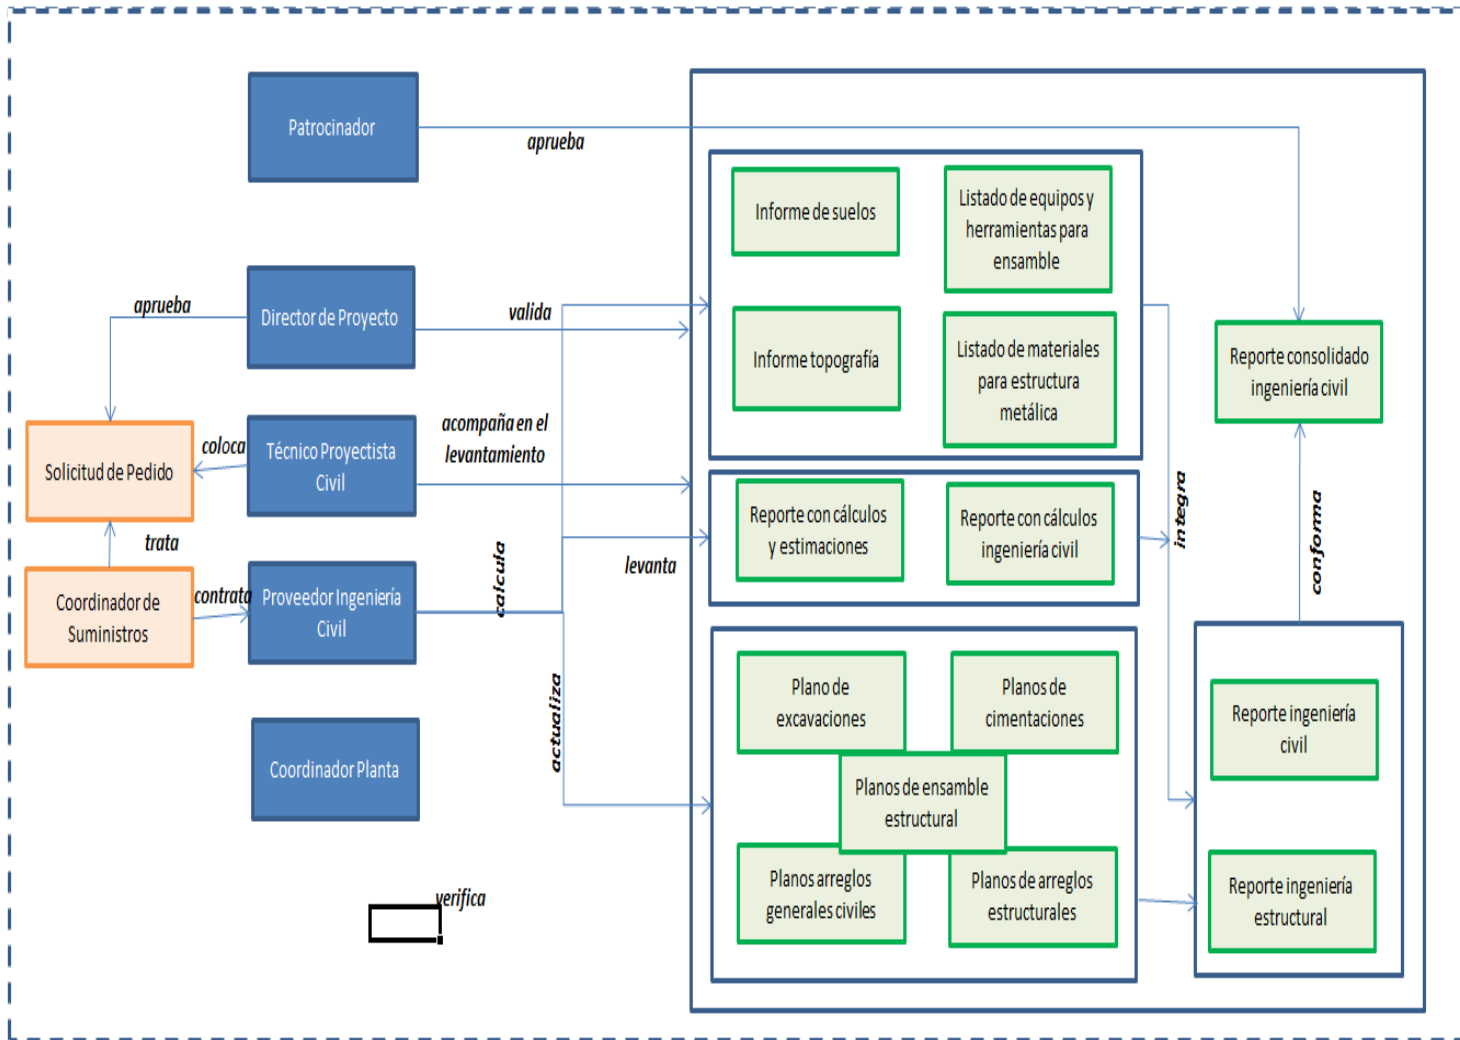 Patrocinador
aprueba
Informe de suelos
Listado de equipos y
herramientas para
ensamble
aprueba
Director de Proyecto
valida
Informe topografía
Listado de materiales
para estructura
metálica
Reporte consolidado
ingeniería civil
Solicitud de Pedido
coloca
Técnico Proyectista
Civil
acompaña en el
levantamiento
trata
Coordinador de
Suministros
contrata
Proveedor Ingeniería
Civil
calcula
levanta
Reporte con cálculos
y estimaciones
Reporte con cálculos
ingeniería civil
integra
conforma
actualiza
Plano de
excavaciones
Planos de
cimentaciones
Planos de ensamble
estructural
Planos arreglos
generales civiles
Planos de arreglos
estructurales
Reporte ingeniería
civil
Reporte ingeniería
estructural
Coordinador Planta
verifica